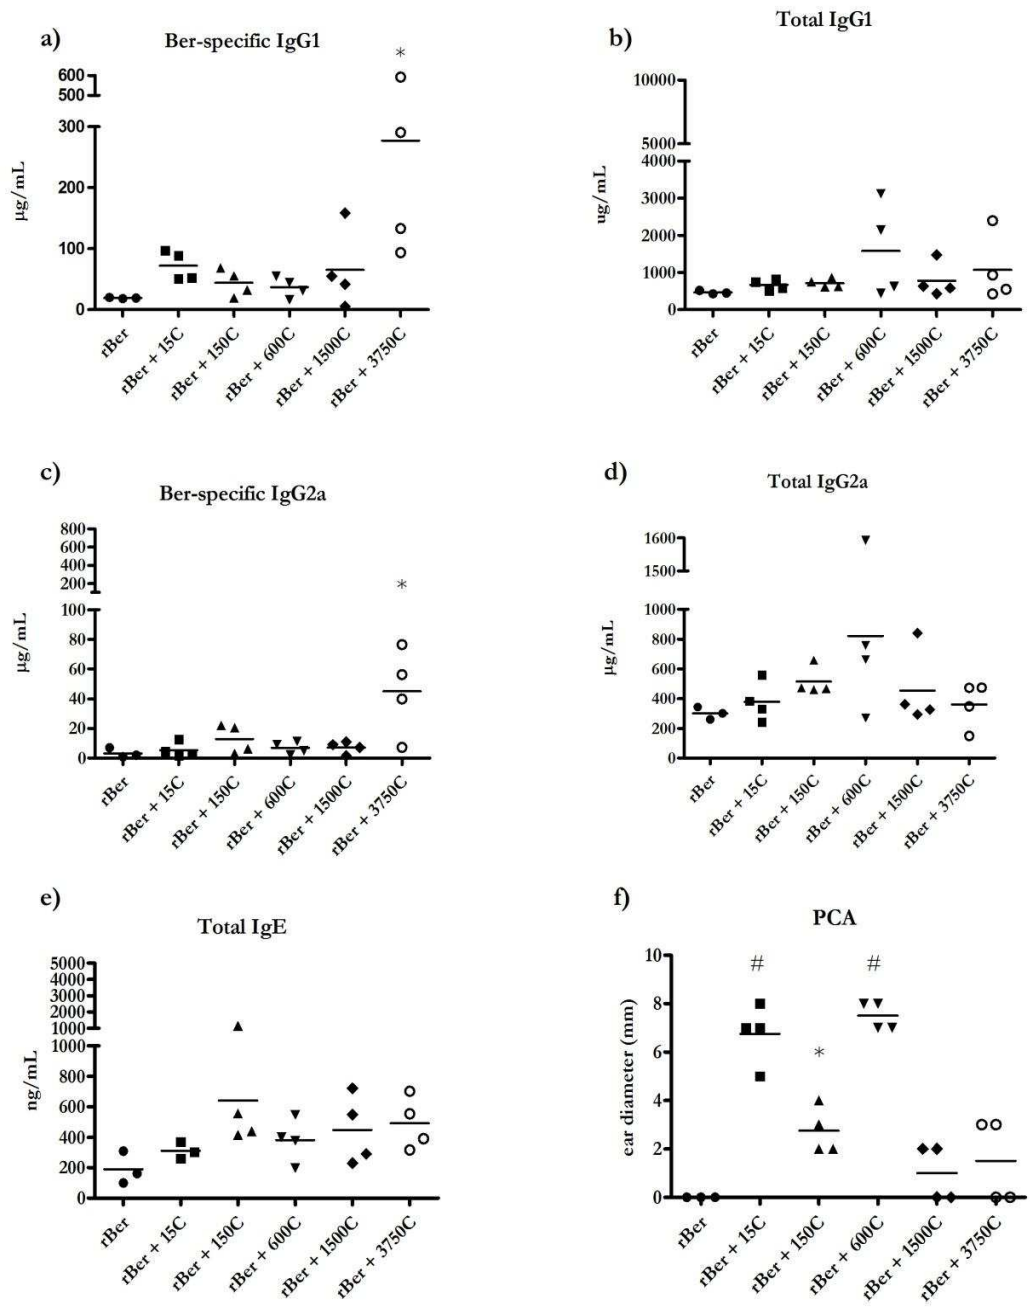 a)
Ber-specific IgG1
*
600
500
300
200
100
0
µg/mL
rBer
rBer + 15C
rBer + 150C
rBer + 600C
rBer + 1500C
rBer + 3750C
b)
Total IgG1
10000
5000
4000
3000
2000
1000
0
ug/mL
rBer
rBer + 15C
rBer + 150C
rBer + 600C
rBer + 1500C
rBer + 3750C
c)
Ber-specific IgG2a
*
800
600
400
200
100
80
60
40
20
0
µg/mL
rBer
rBer + 15C
rBer + 150C
rBer + 600C
rBer + 1500C
rBer + 3750C
d)
Total IgG2a
1600
1500
1000
800
600
400
200
0
µg/mL
rBer
rBer + 15C
rBer + 150C
rBer + 600C
rBer + 1500C
rBer + 3750C
e)
Total IgE
5000
4000
3000
2000
1000
1000
800
600
400
200
0
ng/mL
rBer
rBer + 15C
rBer + 150C
rBer + 600C
rBer + 1500C
rBer + 3750C
f)
PCA
# * #
10
8
6
4
2
0
ear diameter (mm)
rBer
rBer + 15C
rBer + 150C
rBer + 600C
rBer + 1500C
rBer + 3750C